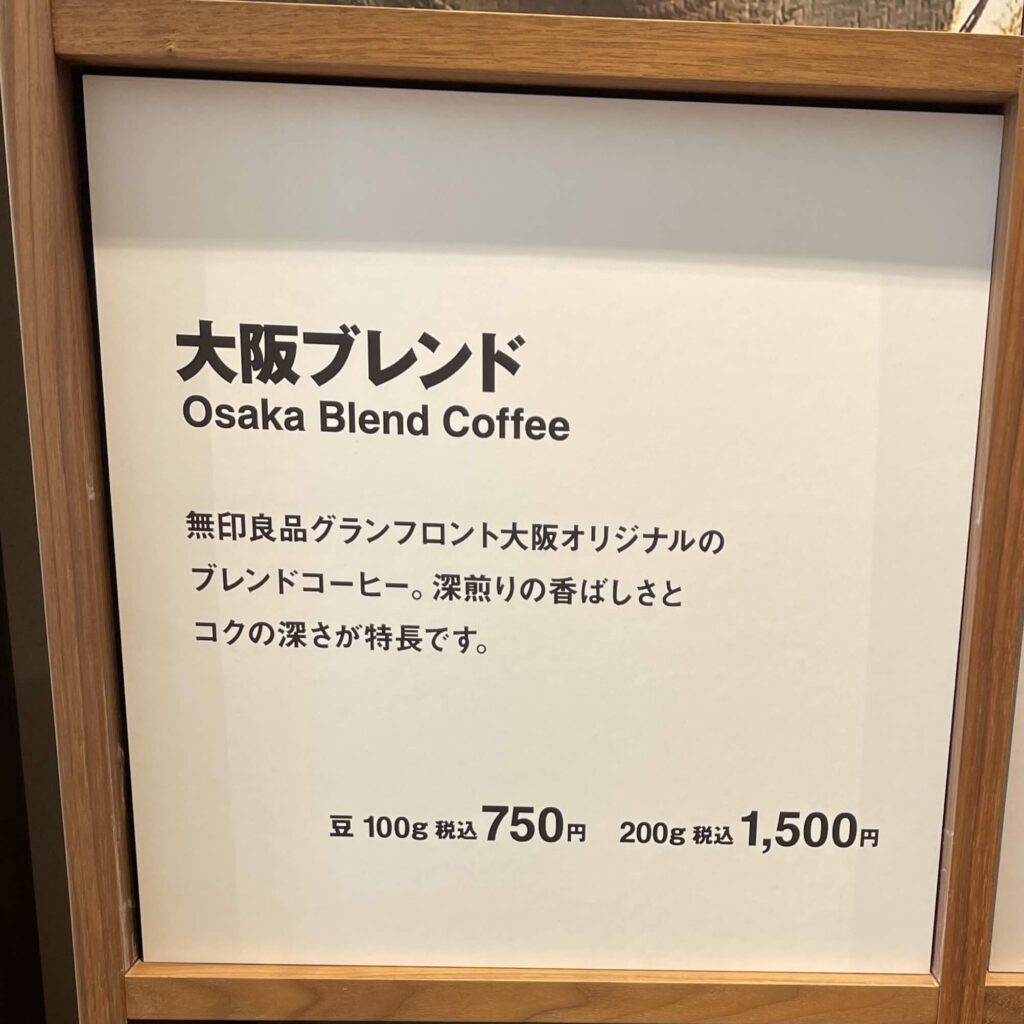 大阪ブレンド
Osaka Blend Coffee
無印良品グランフロント大阪オリジナルの
ブレンドコーヒー。深煎りの香ばしさと
コクの深さが特長です。
豆 100g 税込 750円 200g 税込 1,500円